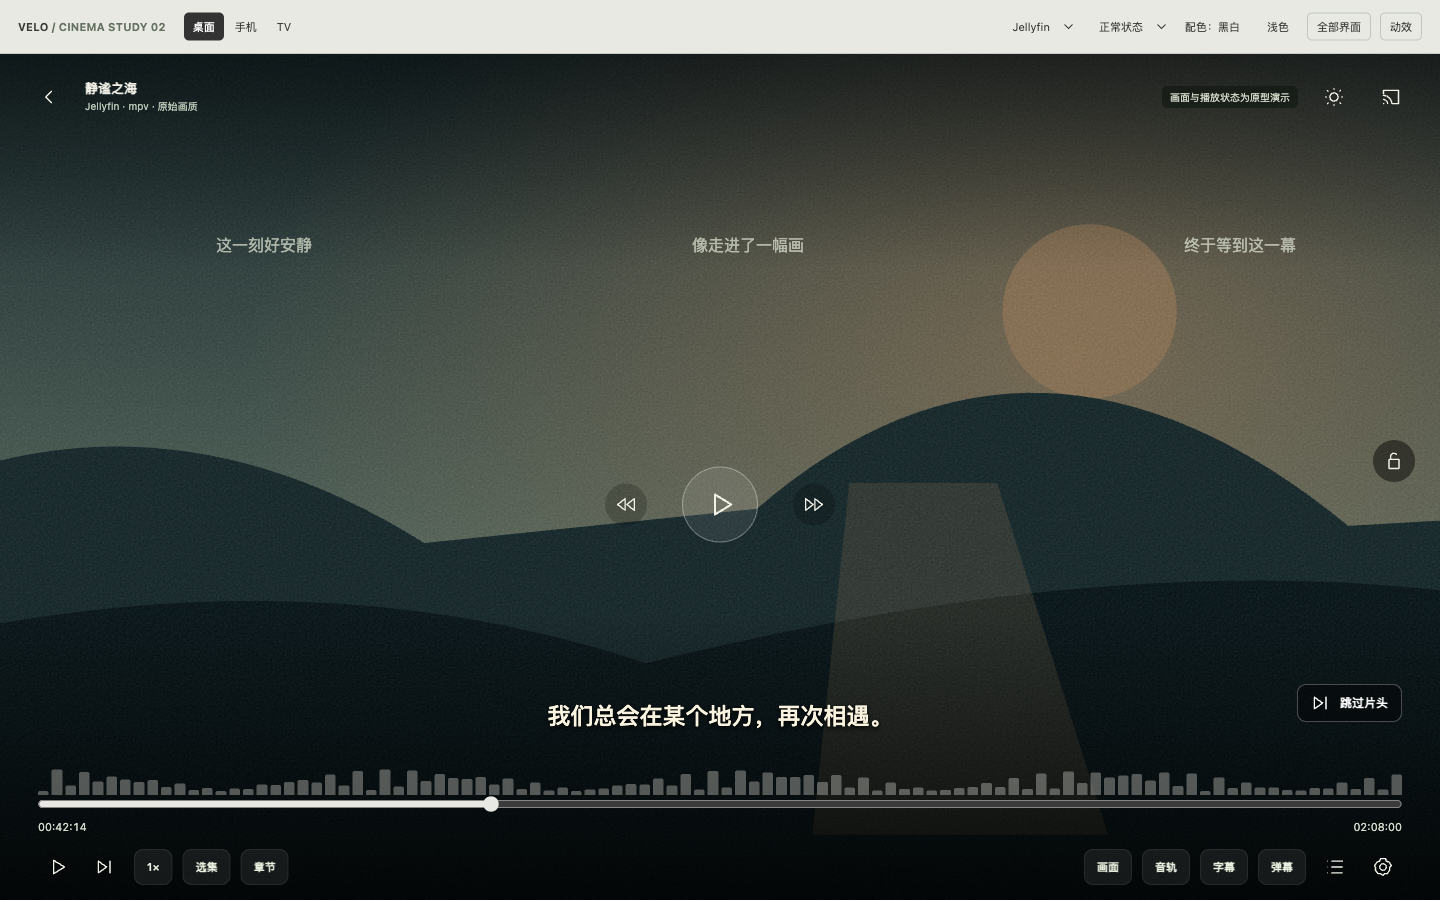 VELO / CINEMA STUDY 02 桌面 手机 TV Jellyfin 正常状态 配色：黑白 浅色 全部界面 动效
静谧之海
Jellyfin · mpv · 原始画质
画面与播放状态为原型演示
这一刻好安静 像走进了一幅画 终于等到这一幕
我们总会在某个地方，再次相遇。
跳过片头
00:42:14 02:08:00
1× 选集 章节 画面 音轨 字幕 弹幕